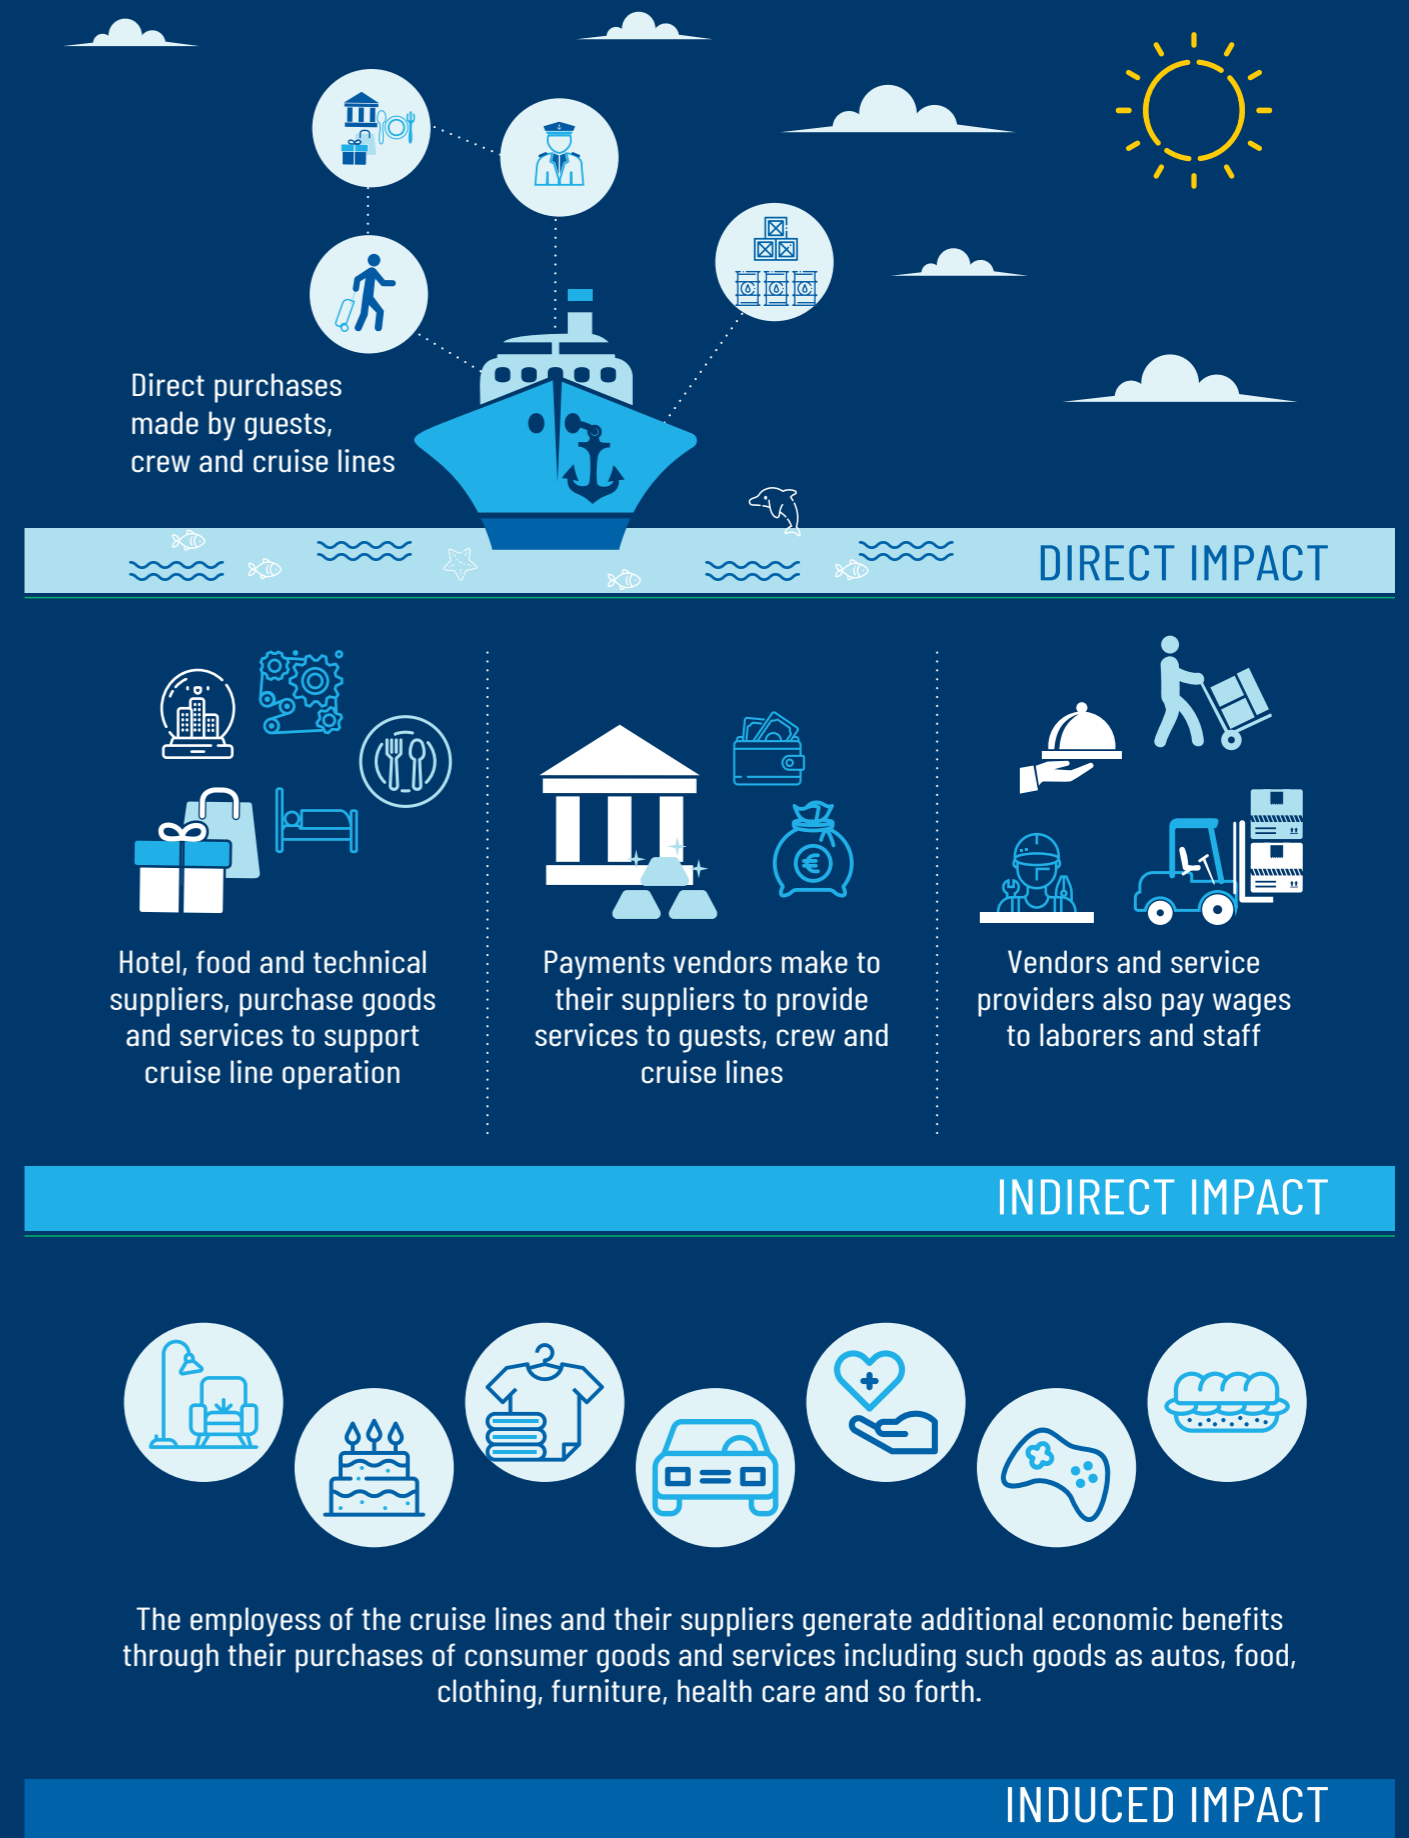 Direct purchases
made by guests,
crew and cruise lines
DIRECT IMPACT
Hotel, food and technical
suppliers, purchase goods
and services to support
cruise line operation
Payments vendors make to
their suppliers to provide
services to guests, crew and
cruise lines
€
Vendors and service
providers also pay wages
to laborers and staff
INDIRECT IMPACT
The employess of the cruise lines and their suppliers generate additional economic benefits
through their purchases of consumer goods and services including such goods as autos, food,
clothing, furniture, health care and so forth.
INDUCED IMPACT